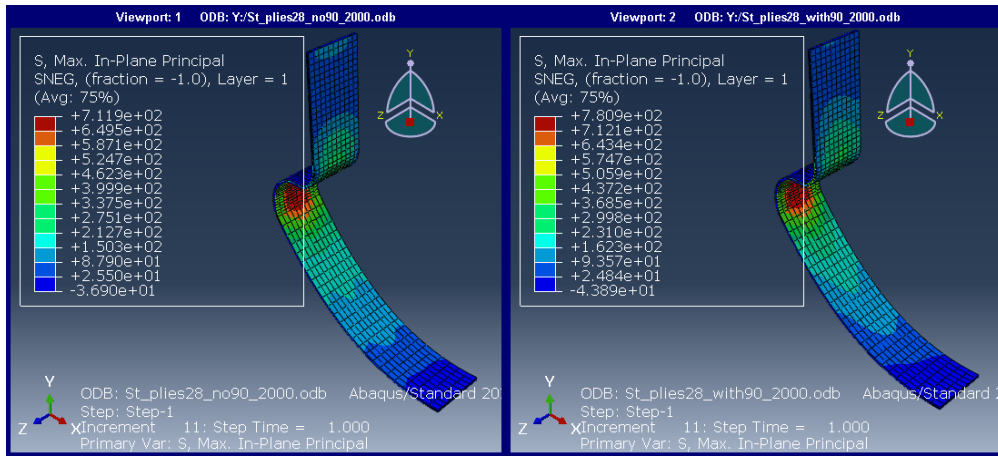 Viewport: 1 ODB: Y:/St_plies28_no90_2000.odb
S, Max. In-Plane Principal
SNEG, (fraction = -1.0), Layer = 1
(Avg: 75%)
+7.119e+02
+6.495e+02
+5.871e+02
+5.247e+02
+4.623e+02
+3.999e+02
+3.375e+02
+2.751e+02
+2.127e+02
+1.503e+02
+8.790e+01
+2.550e+01
-3.690e+01
Y
Z
X
Y
Z
X
ODB: St_plies28_no90_2000.odb Abaqus/Standard 20
Step: Step-1
Increment 11: Step Time = 1.000
Primary Var: S, Max. In-Plane Principal
Viewport: 2 ODB: Y:/St_plies28_with90_2000.odb
S, Max. In-Plane Principal
SNEG, (fraction = -1.0), Layer = 1
(Avg: 75%)
+7.809e+02
+7.121e+02
+6.434e+02
+5.747e+02
+5.059e+02
+4.372e+02
+3.685e+02
+2.998e+02
+2.310e+02
+1.623e+02
+9.357e+01
+2.484e+01
-4.389e+01
Y
Z
X
Y
Z
X
ODB: St_plies28_with90_2000.odb Abaqus/Standard 2
Step: Step-1
Increment 11: Step Time = 1.000
Primary Var: S, Max. In-Plane Principal